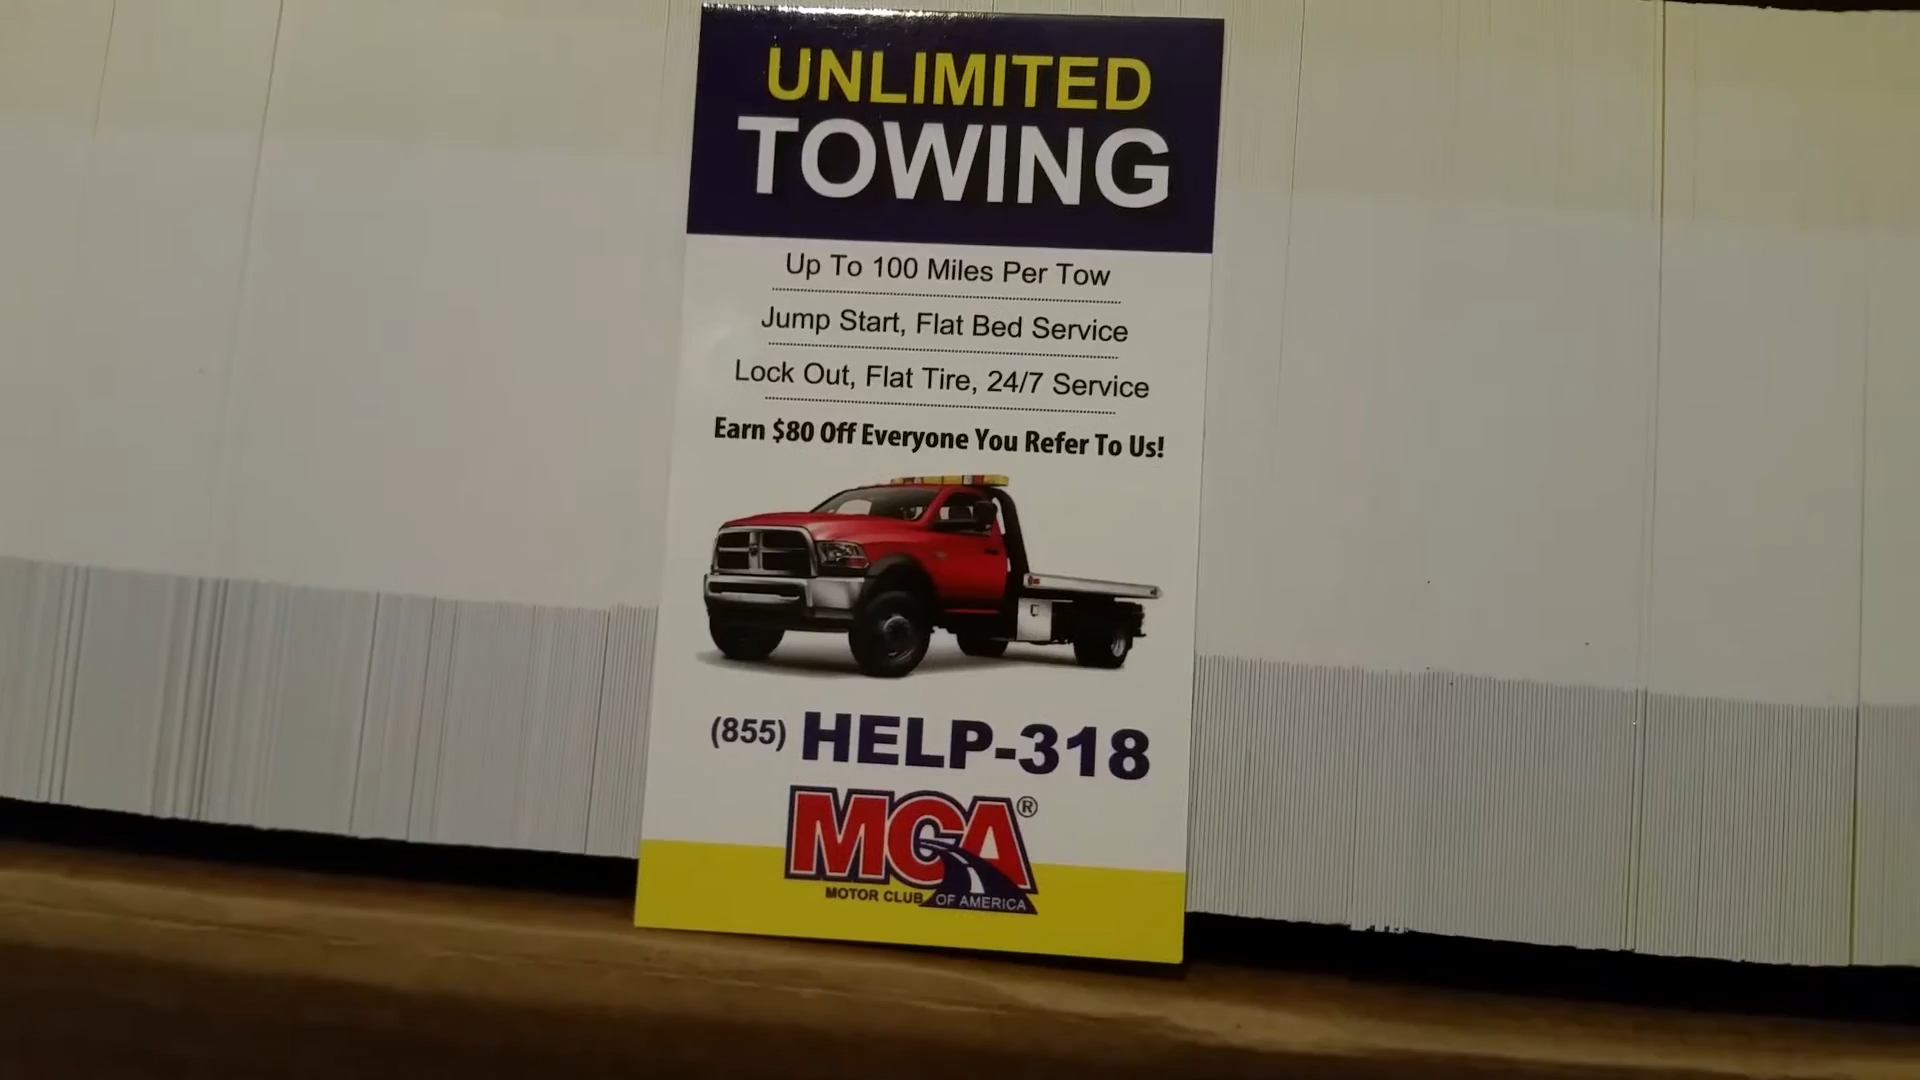 UNLIMITED
TOWING
Up To 100 Miles Per Tow
Jump Start, Flat Bed Service
Lock Out, Flat Tire, 24/7 Service
Earn $80 Off Everyone You Refer To Us!
(855) HELP-318
MCA®
MOTOR CLUB OF AMERICA